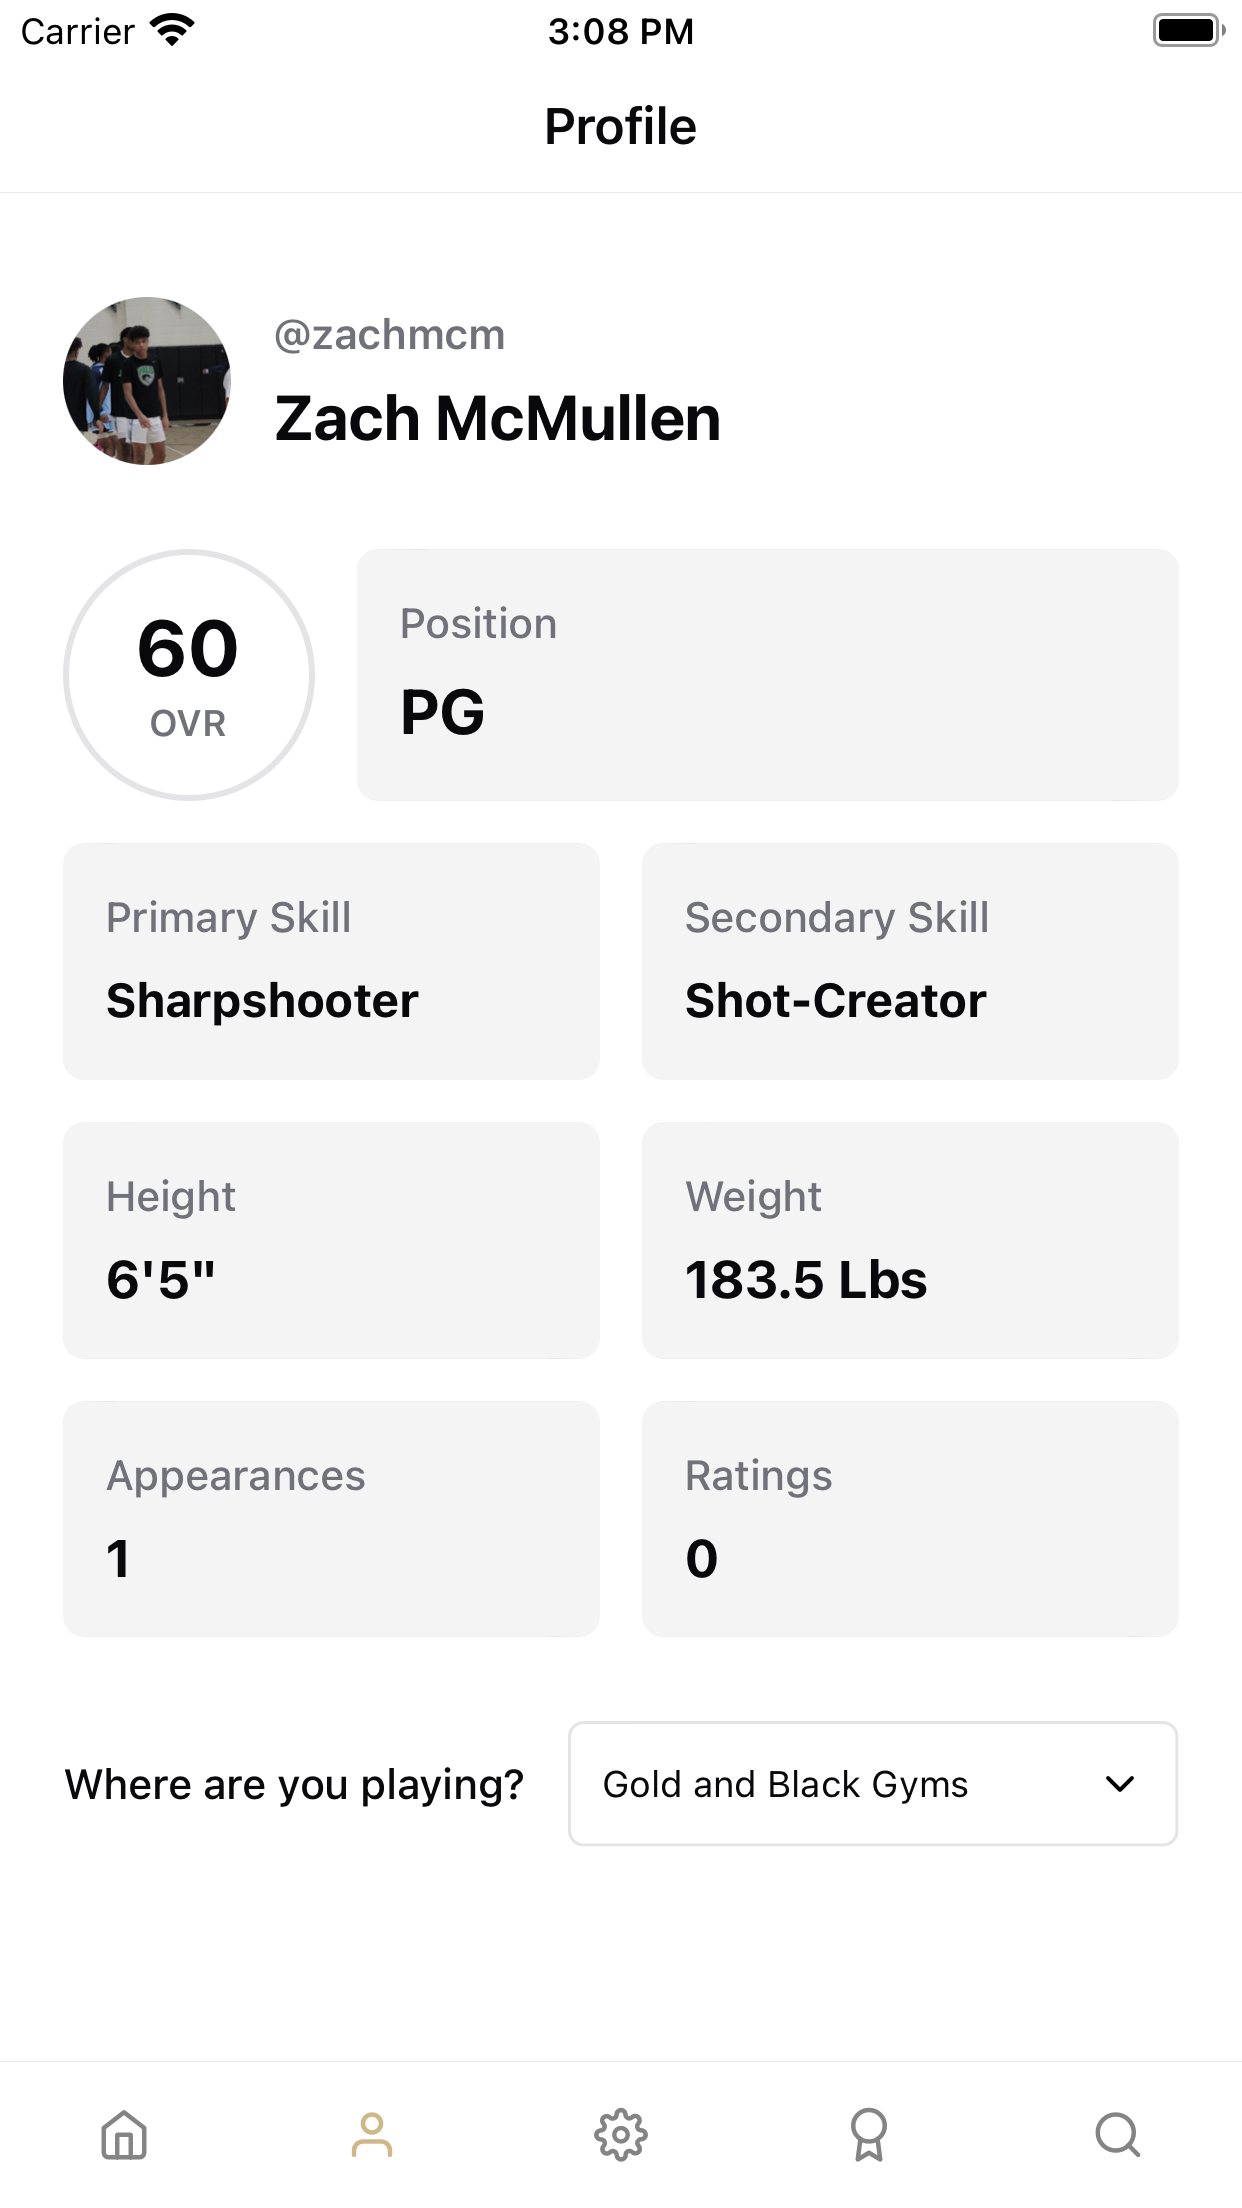 Carrier 3:08 PM
Profile
@zachmcm
Zach McMullen
60
OVR
Position
PG
Primary Skill
Sharpshooter
Secondary Skill
Shot-Creator
Height
6'5"
Weight
183.5 Lbs
Appearances
1
Ratings
0
Where are you playing?
Gold and Black Gyms